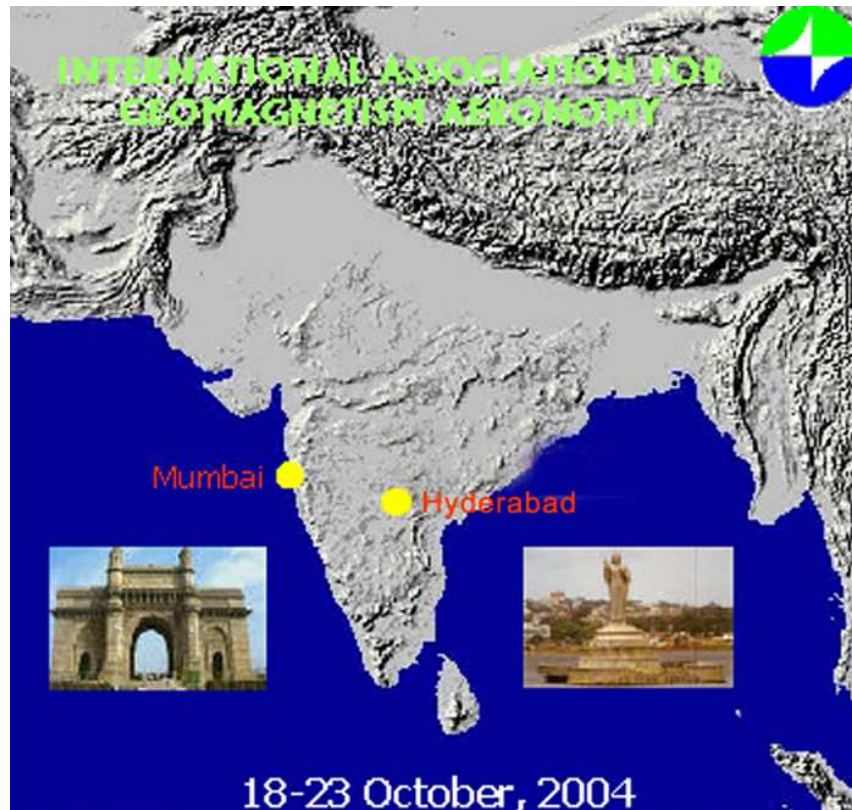 INTERNATIONAL ASSOCIATION FOR
GEOMAGNETISM AERONOMY
Mumbai
Hyderabad
18-23 October, 2004